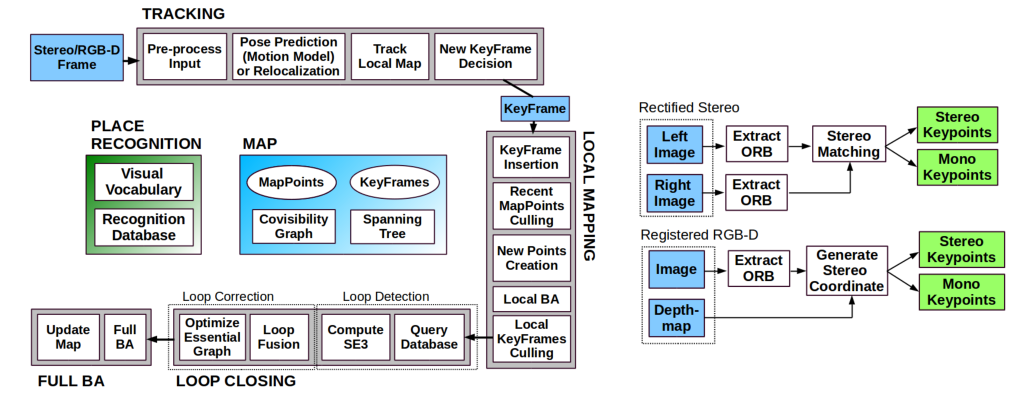 TRACKING
Stereo/RGB-D
Frame
Pre-process
Input
Pose Prediction
(Motion Model)
or Relocalization
Track
Local Map
New KeyFrame
Decision
KeyFrame
PLACE
RECOGNITION
Visual
Vocabulary
Recognition
Database
MAP
MapPoints
KeyFrames
Covisibility
Graph
Spanning
Tree
LOCAL MAPPING
KeyFrame
Insertion
Recent
MapPoints
Culling
New Points
Creation
Local BA
Local
KeyFrames
Culling
Loop Correction
Loop Detection
Update
Map
Full
BA
Optimize
Essential
Graph
Loop
Fusion
Compute
SE3
Query
Database
FULL BA
LOOP CLOSING
Rectified Stereo
Left
Image
Extract
ORB
Stereo
Matching
Stereo
Keypoints
Mono
Keypoints
Right
Image
Extract
ORB
Registered RGB-D
Image
Extract
ORB
Generate
Stereo
Coordinate
Stereo
Keypoints
Mono
Keypoints
Depth-
map